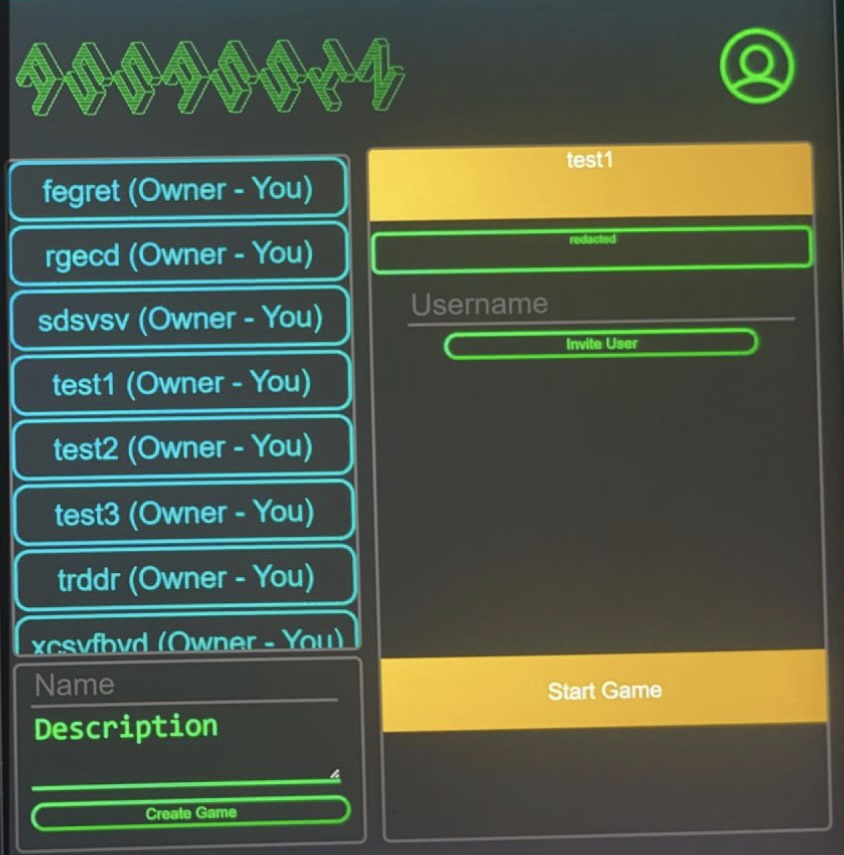 fegret (Owner - You)
rgecd (Owner - You)
sdsvsv (Owner - You)
test1 (Owner - You)
test2 (Owner - You)
test3 (Owner - You)
trddr (Owner - You)
xcsvfbvd (Owner - You)
Name
Description
Create Game
test1
redacted
Username
Invite User
Start Game